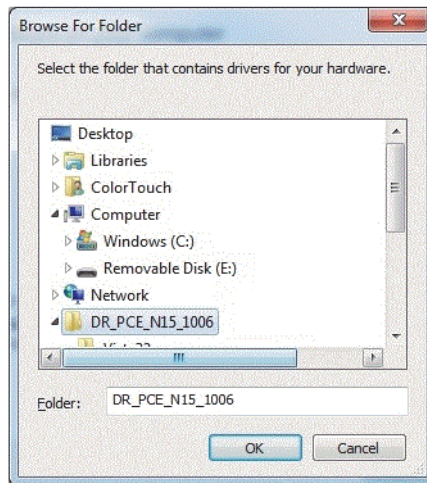 Browse For Folder
Select the folder that contains drivers for your hardware.
Desktop
Libraries
ColorTouch
Computer
Windows (C:)
Removable Disk (E:)
Network
DR_PCE_N15_1006
Folder: DR_PCE_N15_1006
OK Cancel